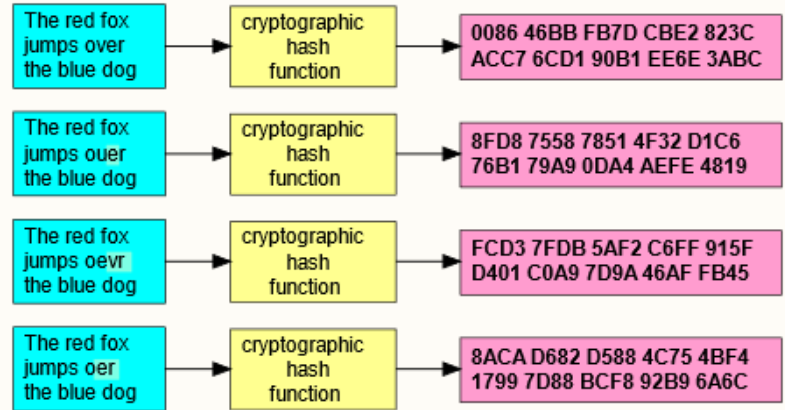 The red fox
jumps over
the blue dog
cryptographic
hash
function
0086 46BB FB7D CBE2 823C
ACC7 6CD1 90B1 EE6E 3ABC
The red fox
jumps ouer
the blue dog
cryptographic
hash
function
8FD8 7558 7851 4F32 D1C6
76B1 79A9 0DA4 AEFE 4819
The red fox
jumps oevr
the blue dog
cryptographic
hash
function
FCD3 7FDB 5AF2 C6FF 915F
D401 C0A9 7D9A 46AF FB45
The red fox
jumps oer
the blue dog
cryptographic
hash
function
8ACA D682 D588 4C75 4BF4
1799 7D88 BCF8 92B9 6A6C